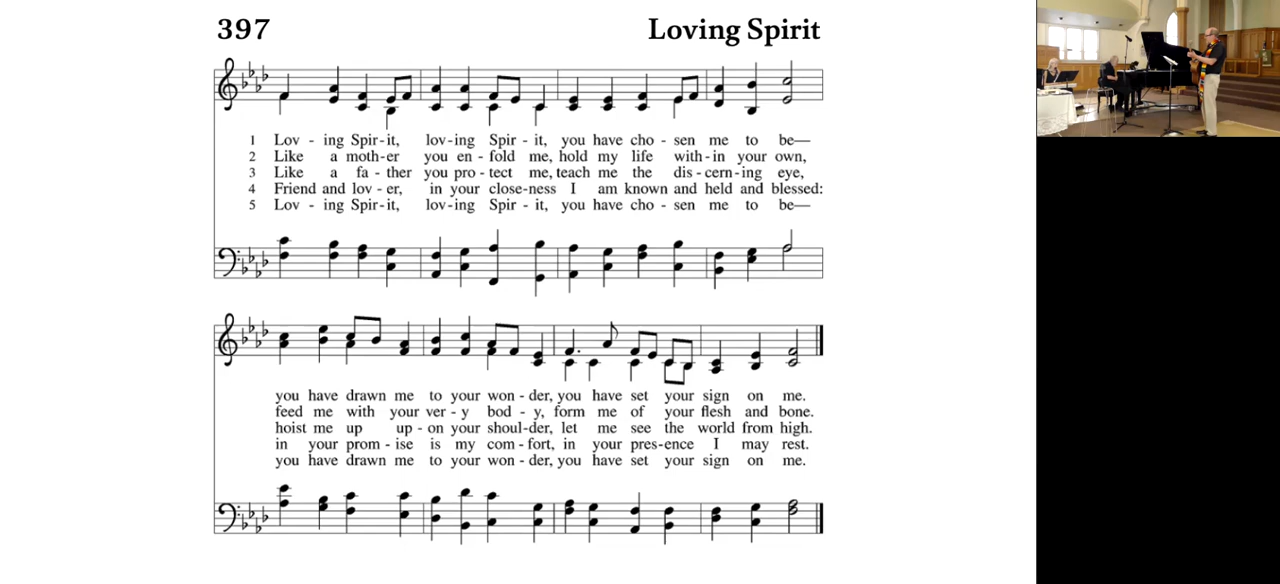 397 Loving Spirit
1 Lov - ing Spir - it, lov - ing Spir - it, you have cho - sen me to be—
2 Like a moth - er you en - fold me, hold my life with - in your own,
3 Like a fa - ther you pro - tect me, teach me the dis - cern - ing eye,
4 Friend and lov - er, in your close - ness I am known and held and blessed:
5 Lov - ing Spir - it, lov - ing Spir - it, you have cho - sen me to be—
you have drawn me to your won - der, you have set your sign on me.
feed me with your ver - y bod - y, form me of your flesh and bone.
hoist me up up - on your shoul - der, let me see the world from high.
in your prom - ise is my com - fort, in your pres - ence I may rest.
you have drawn me to your won - der, you have set your sign on me.